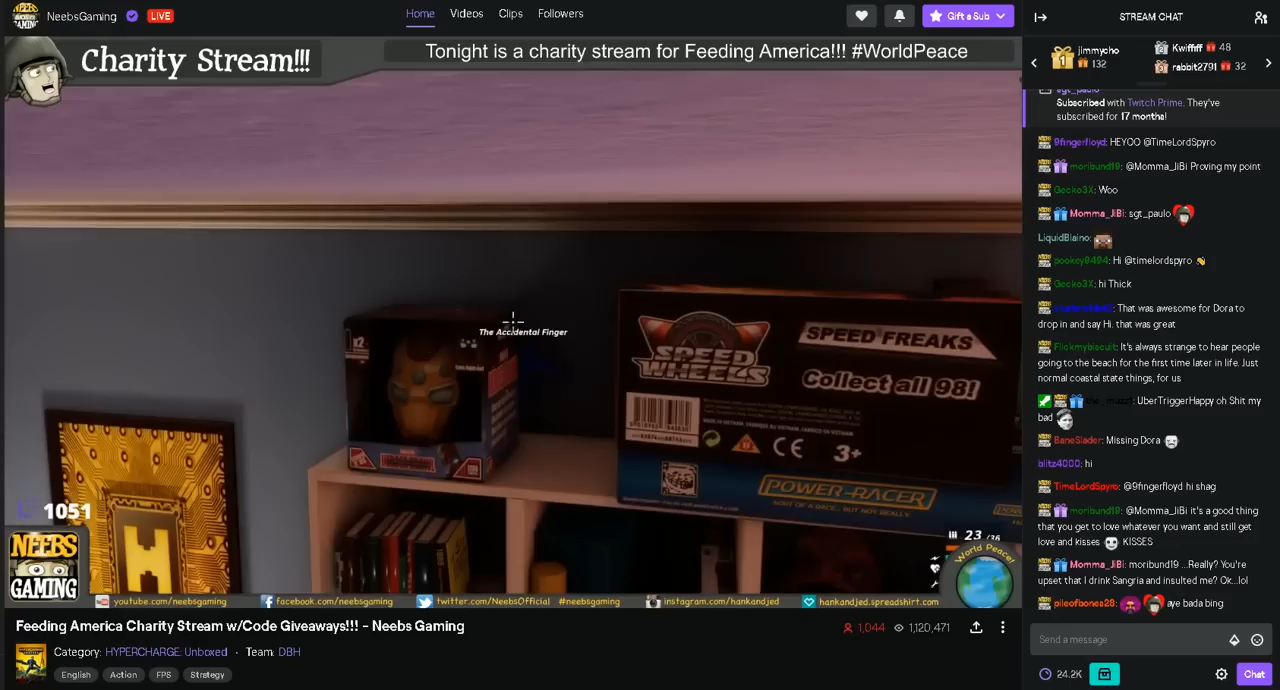 NeebsGaming LIVE
Home Videos Clips Followers
Gift a Sub
STREAM CHAT
Charity Stream!!!
Tonight is a charity stream for Feeding America!!! #WorldPeace
1 jimmycho 132
Kwiffiff 48
rabbit2791 32
sgt_paulo
Subscribed with Twitch Prime. They've
subscribed for 17 months!
9fingerfloyd: HEYOO @TimeLordSpyro
moribund19: @Momma_JiBi Proving my point
Gecko3X: Woo
Momma_JiBi: sgt_paulo
LiquidBlaino:
pookey9494: Hi @timelordspyro
Gecko3X: hi Thick
That was awesome for Dora to
drop in and say Hi. that was great
Flickmybiscuit: It's always strange to hear people
going to the beach for the first time later in life. Just
normal coastal state things, for us
UberTriggerHappy oh Shit my
bad
BaneSlader: Missing Dora
blitz4000: hi
TimeLordSpyro: @9fingerfloyd hi shag
moribund19: @Momma_JiBi it's a good thing
that you get to love whatever you want and still get
love and kisses KISSES
Momma_JiBi: moribund19 ...Really? You're
upset that I drink Sangria and insulted me? Ok...lol
pileofbones28: aye bada bing
Send a message
24.2K
Chat
The Accidental Finger
x2
SPEED WHEELS
SPEED FREAKS
Collect all 98!
CE 3+
POWER-RACER
SORT OF A RACE... BUT NOT REALLY.
1051
NEEBS
GAMING
23 /36
World Peace!
youtube.com/neebsgaming
facebook.com/neebsgaming
twitter.com/NeebsOfficial #neebsgaming
instagram.com/hankandjed
hankandjed.spreadshirt.com
Feeding America Charity Stream w/Code Giveaways!!! - Neebs Gaming
1,044 1,120,471
Category: HYPERCHARGE: Unboxed · Team: DBH
English Action FPS Strategy